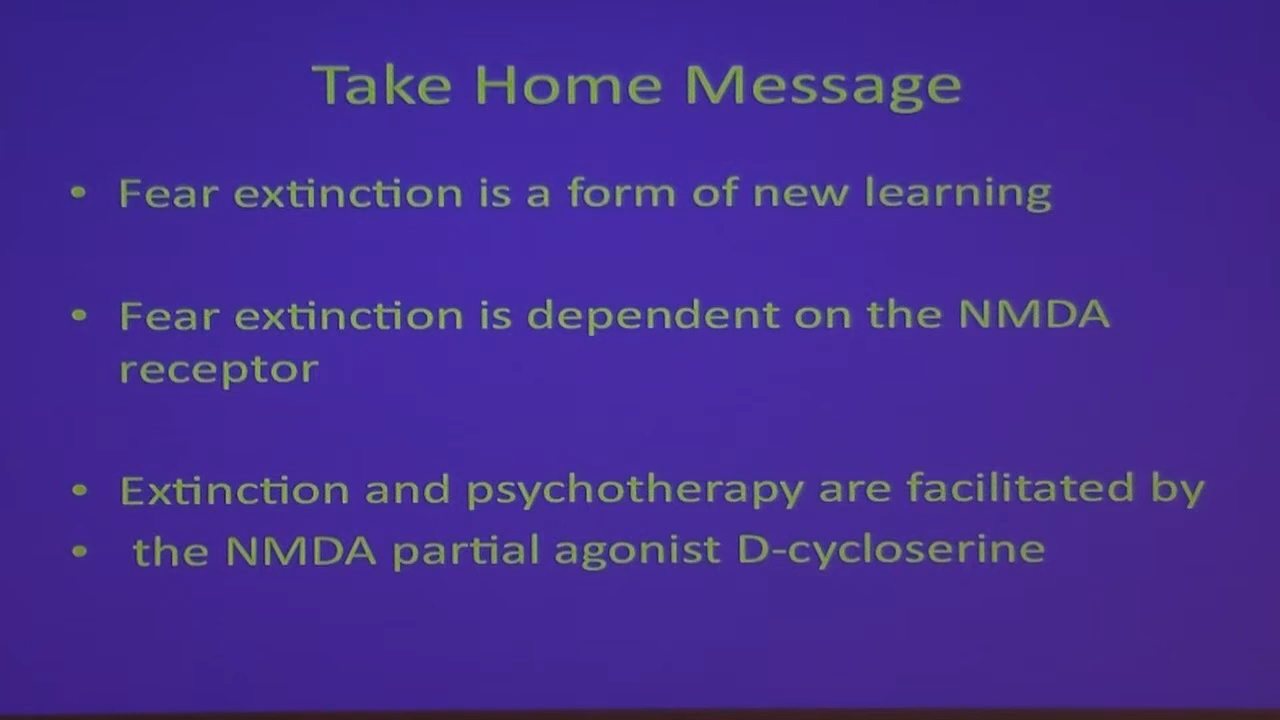 Take Home Message
• Fear extinction is a form of new learning
• Fear extinction is dependent on the NMDA
receptor
• Extinction and psychotherapy are facilitated by
• the NMDA partial agonist D-cycloserine